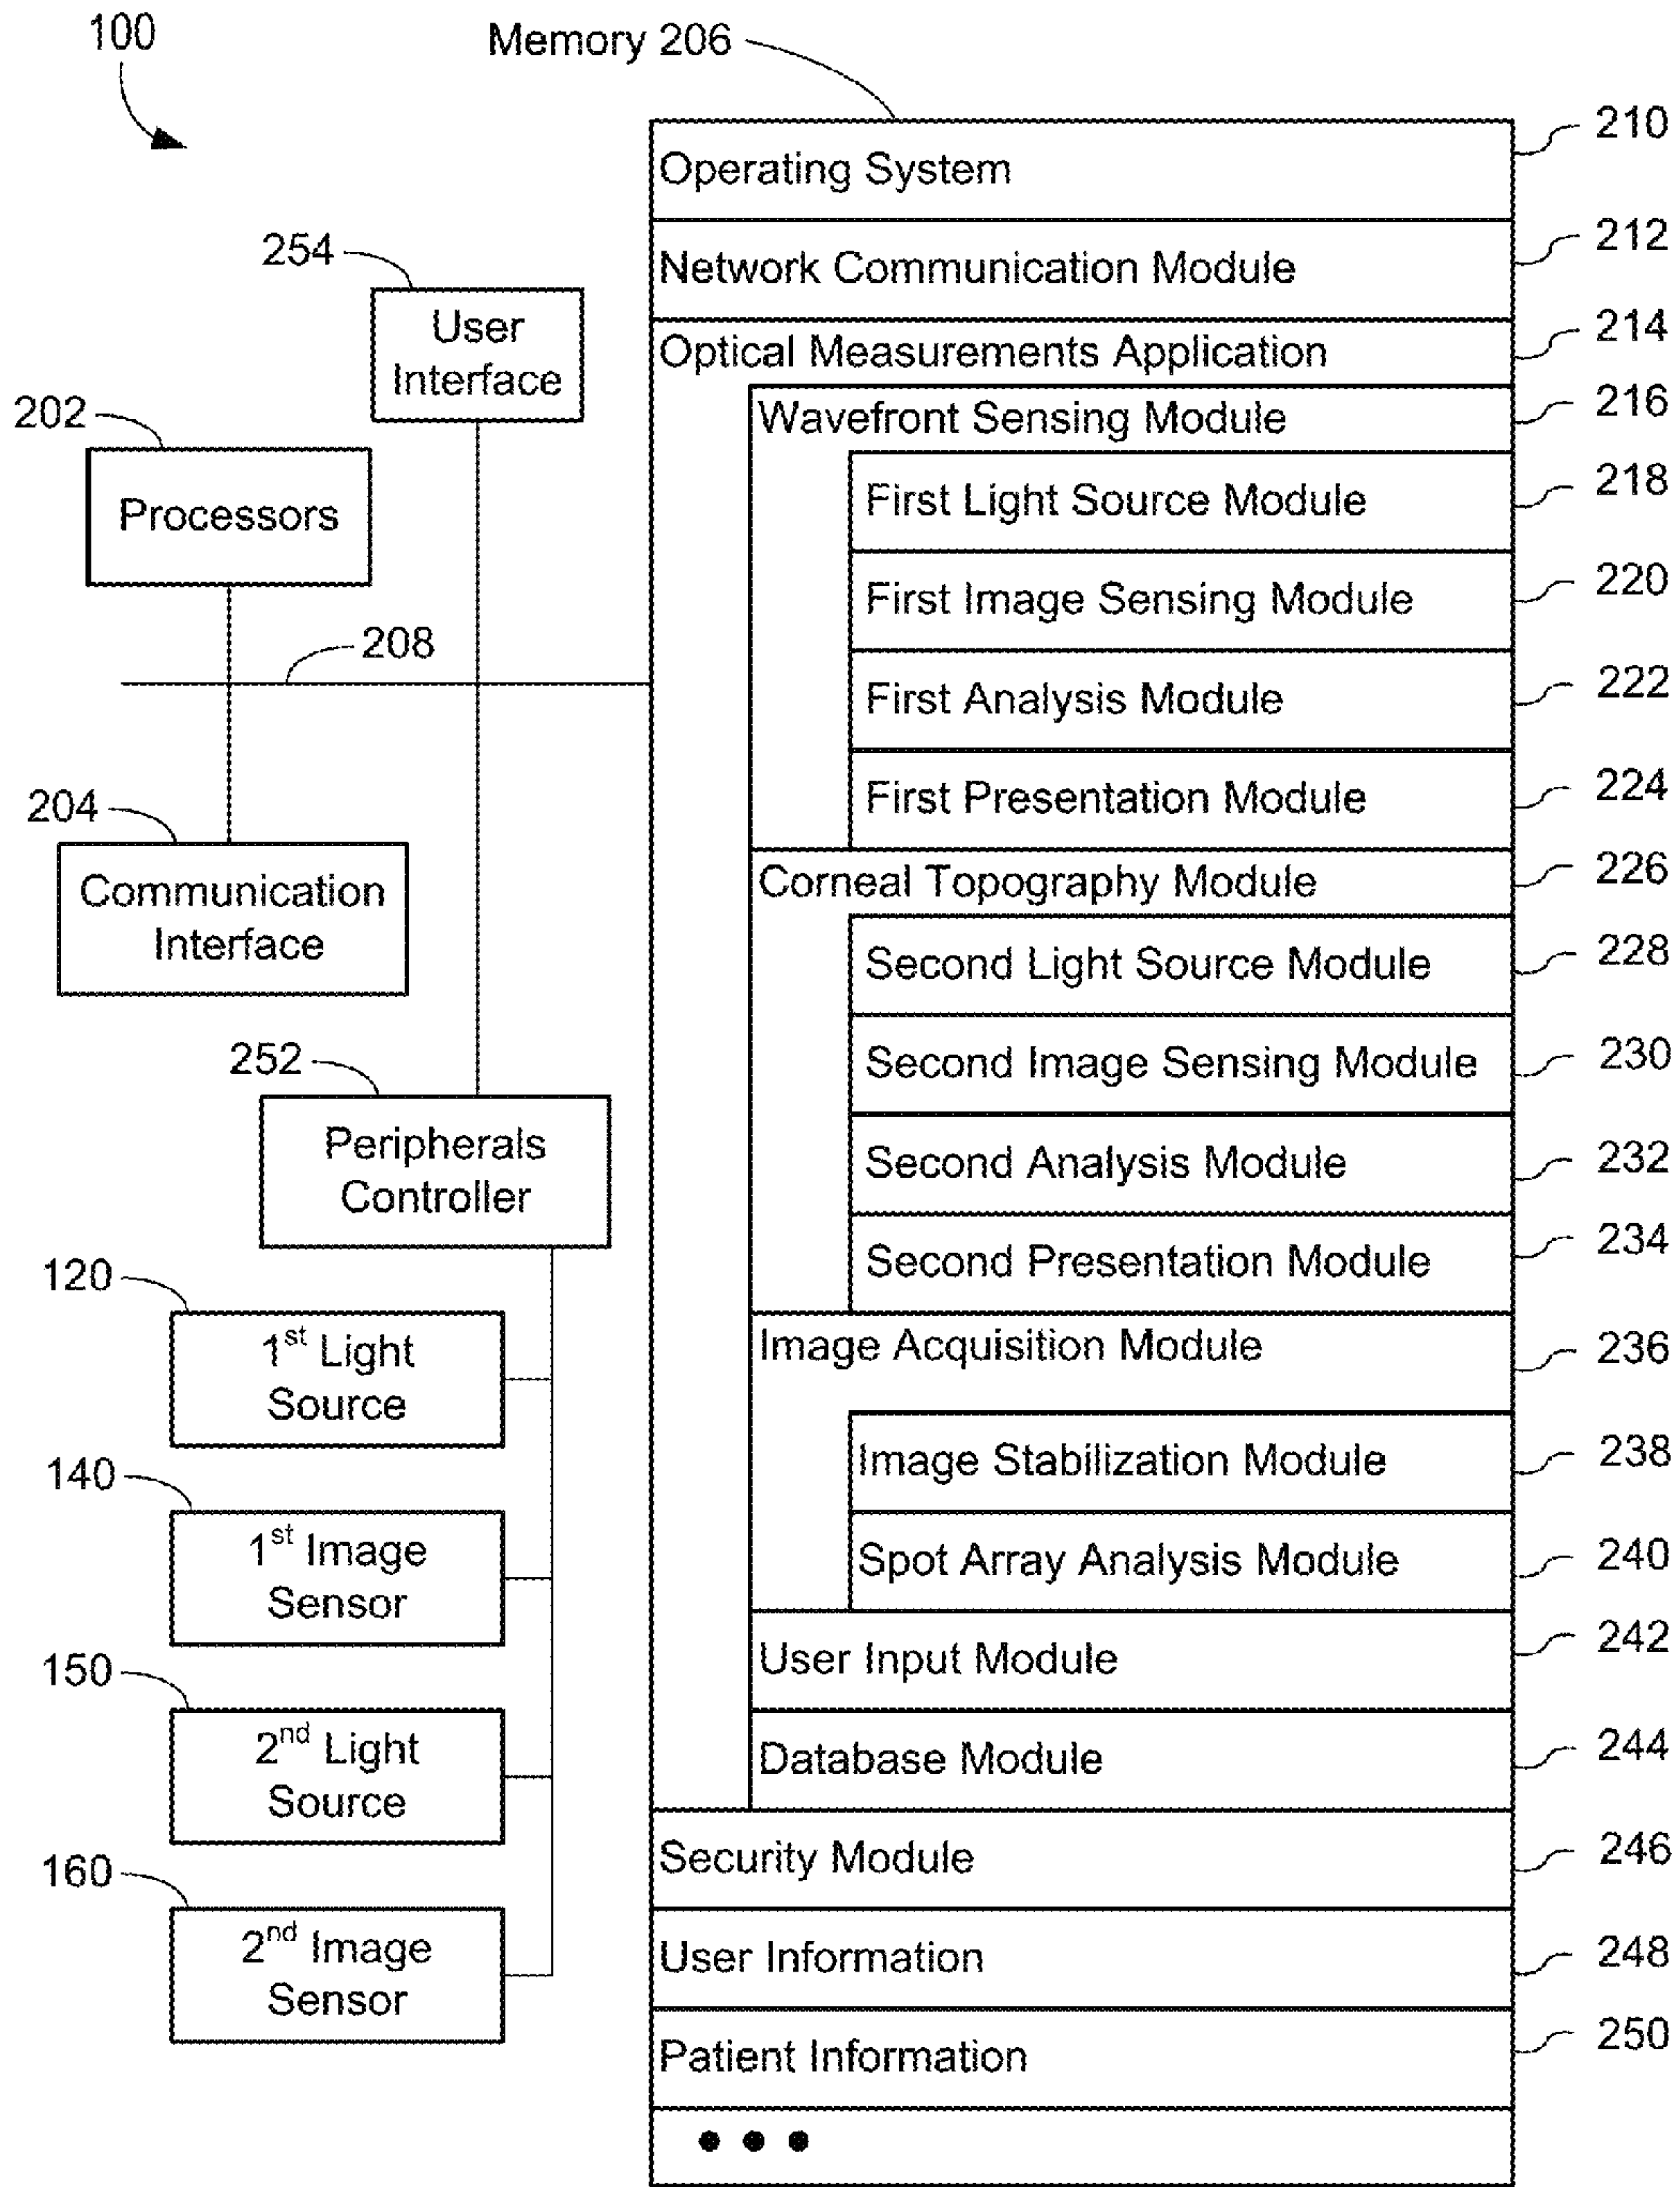 100
Memory 206
210
Operating System
212
Network Communication Module
254
User
Interface
214
Optical Measurements Application
216
Wavefront Sensing Module
202
Processors
218
First Light Source Module
220
First Image Sensing Module
208
222
First Analysis Module
224
First Presentation Module
204
Communication
Interface
226
Corneal Topography Module
228
Second Light Source Module
230
Second Image Sensing Module
252
Peripherals
Controller
232
Second Analysis Module
234
Second Presentation Module
120
1st Light
Source
236
Image Acquisition Module
238
Image Stabilization Module
140
1st Image
Sensor
240
Spot Array Analysis Module
242
User Input Module
150
2nd Light
Source
244
Database Module
246
Security Module
160
2nd Image
Sensor
248
User Information
250
Patient Information
• • •